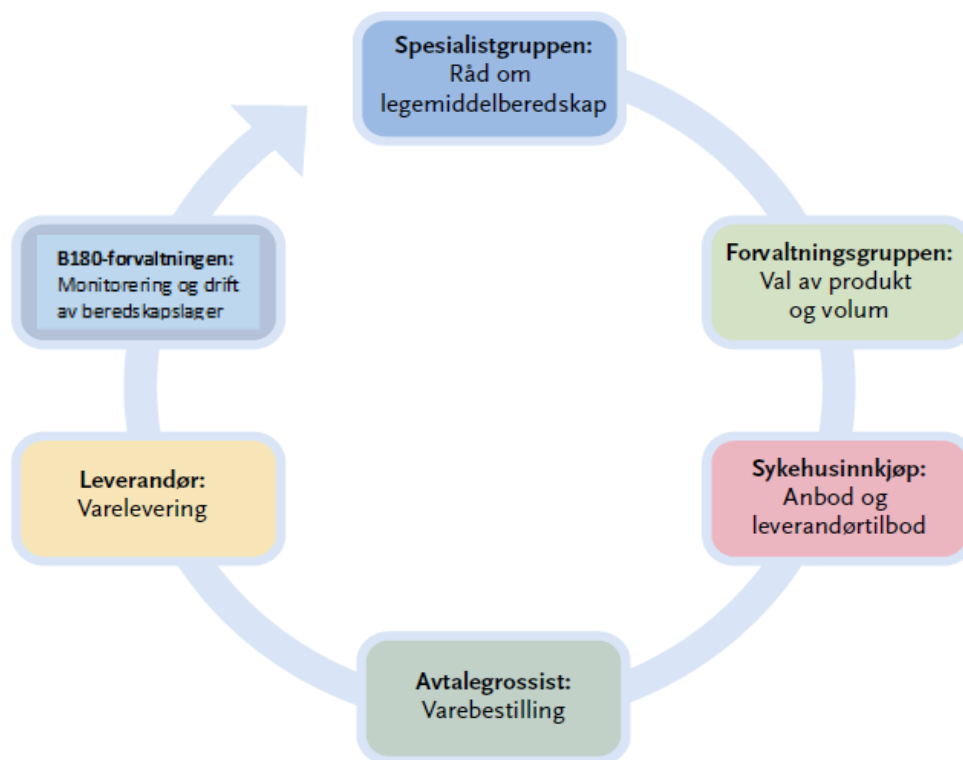 Spesialistgruppen:
Råd om
legemiddelberedskap
Forvaltningsgruppen:
Val av produkt
og volum
Sykehusinnkjøp:
Anbod og
leverandørtilbod
Avtalegrossist:
Varebestilling
Leverandør:
Varelevering
B180-forvaltningen:
Monitorering og drift
av beredskapslager